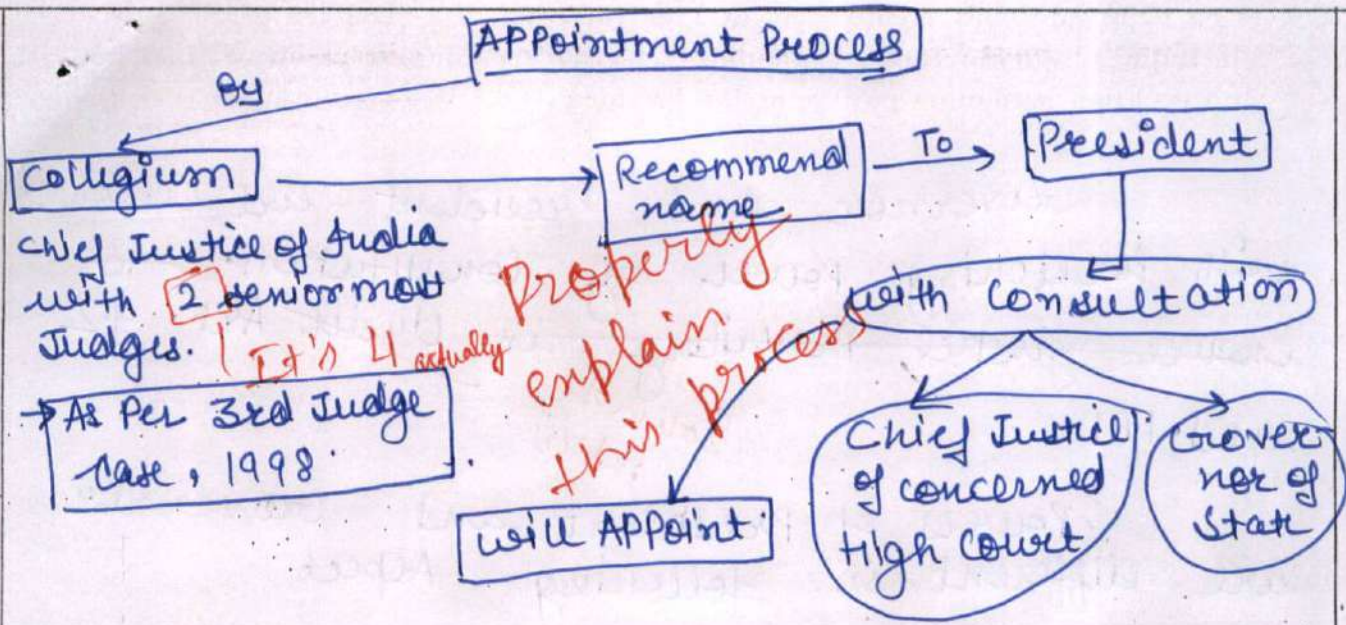 APPointment Process
By
Collegium
Recommend
name
To
President
Chief Justice of India
with 2 senior most
Judges.
It's 4 actually
→ As Per 3rd Judge
Case, 1998
Properly
explain
this process
with Consultation
Chief Justice
of concerned
High Court
Gover-
nor of
State
will APPoint